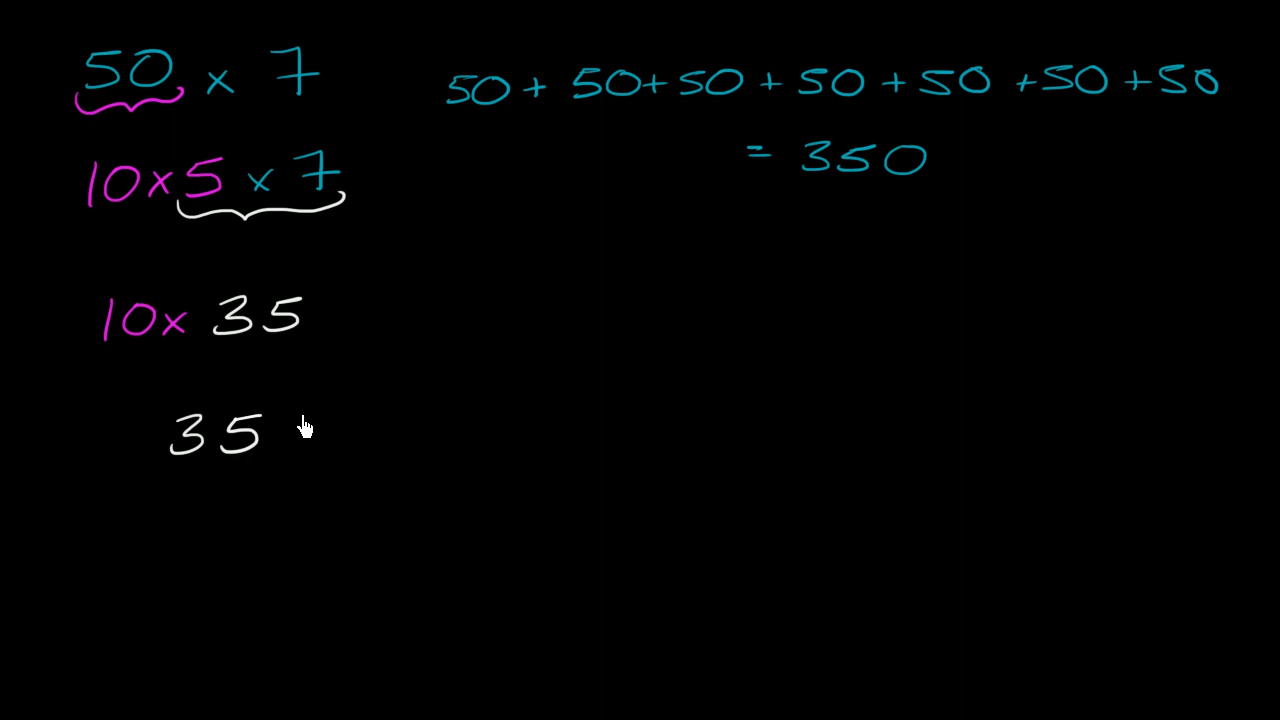 50 x 7
50 + 50 + 50 + 50 + 50 + 50 + 50
= 350
10 x 5 x 7
10 x 35
35